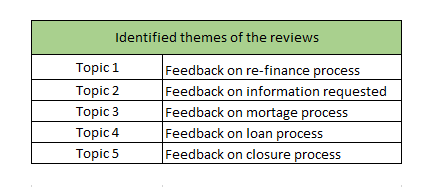 Identified themes of the reviews
Topic 1 Feedback on re-finance process
Topic 2 Feedback on information requested
Topic 3 Feedback on mortage process
Topic 4 Feedback on loan process
Topic 5 Feedback on closure process